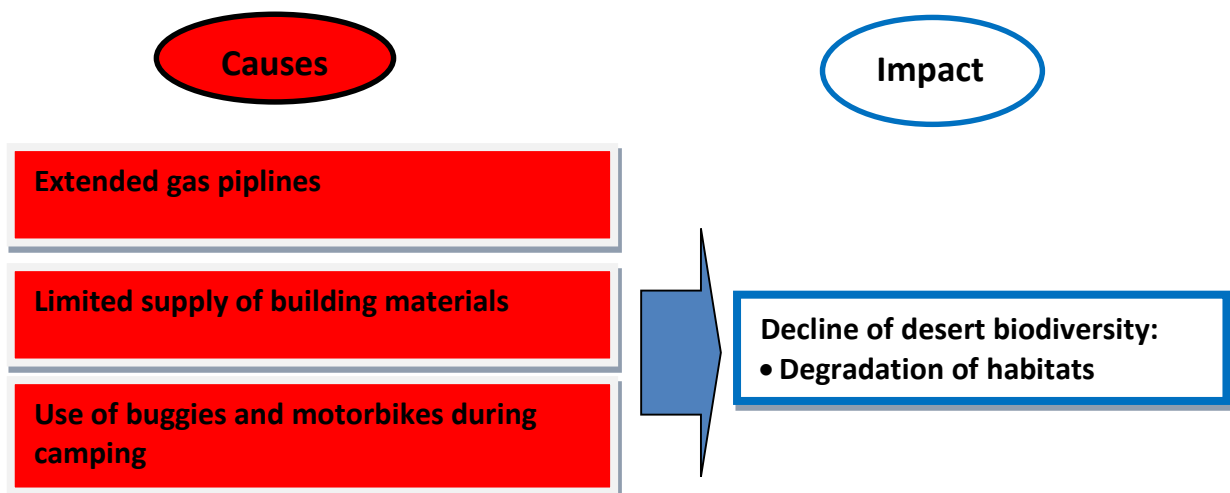 Causes
Impact
Extended gas piplines
Limited supply of building materials
Use of buggies and motorbikes during
camping
Decline of desert biodiversity:
• Degradation of habitats